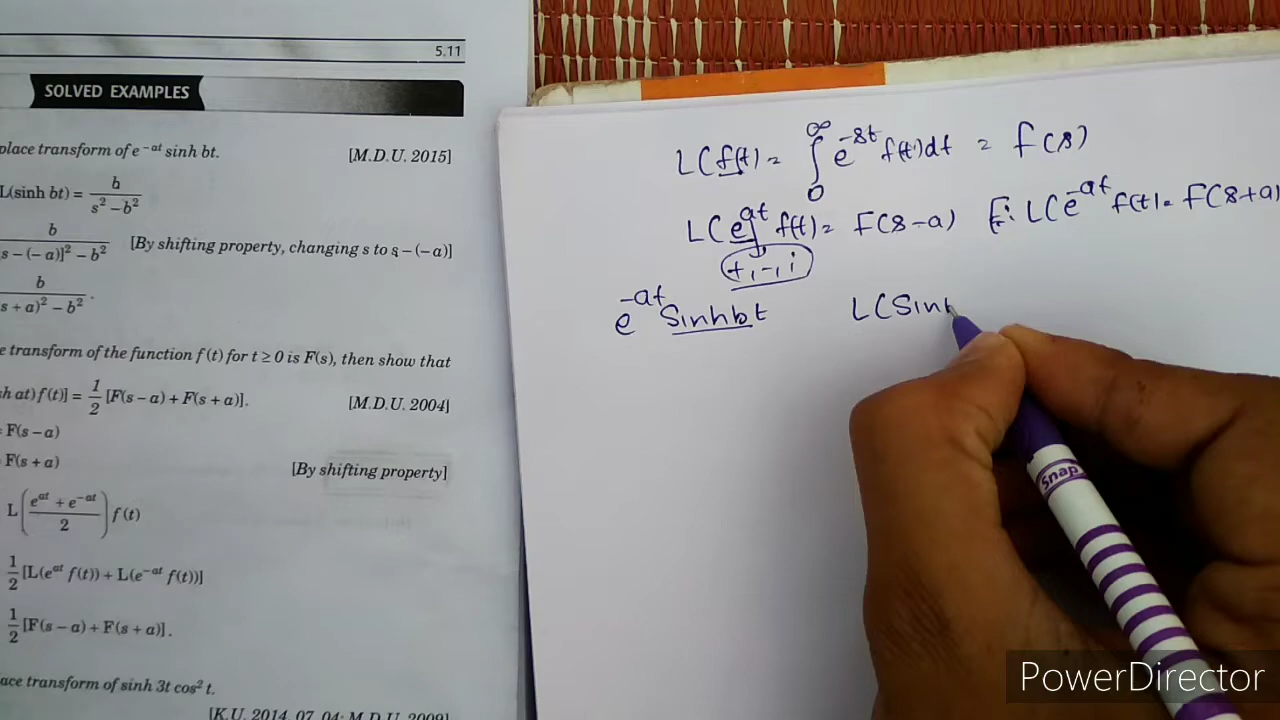 5.11
SOLVED EXAMPLES
place transform of e⁻ᵃᵗ sinh bt. [M.D.U. 2015]
L(sinh bt) = b / (s² – b²)
b / ([s – (– a)]² – b²) [By shifting property, changing s to s – (– a)]
b / ((s + a)² – b²).
e transform of the function f (t) for t ≥ 0 is F(s), then show that
h at) f(t)] = 1/2 [F(s – a) + F(s + a)]. [M.D.U. 2004]
= F(s – a)
= F(s + a) [By shifting property]
L((eᵃᵗ + e⁻ᵃᵗ)/2) f (t)
1/2 [L(eᵃᵗ f(t)) + L(e⁻ᵃᵗ f(t))]
1/2 [F(s – a) + F(s + a)].
ace transform of sinh 3t cos² t.
[K.U. 2014, 07, 04; M.D.U. 2009]
L(f(t) = ∫₀^∞ e⁻ˢᵗ f(t)dt = f(s)
L(eᵃᵗ f(t) = F(s-a) L(e⁻ᵃᵗ f(t) = F(s+a)
+, -, i
e⁻ᵃᵗ Sinhbt L(Sinh
Snap
PowerDirector